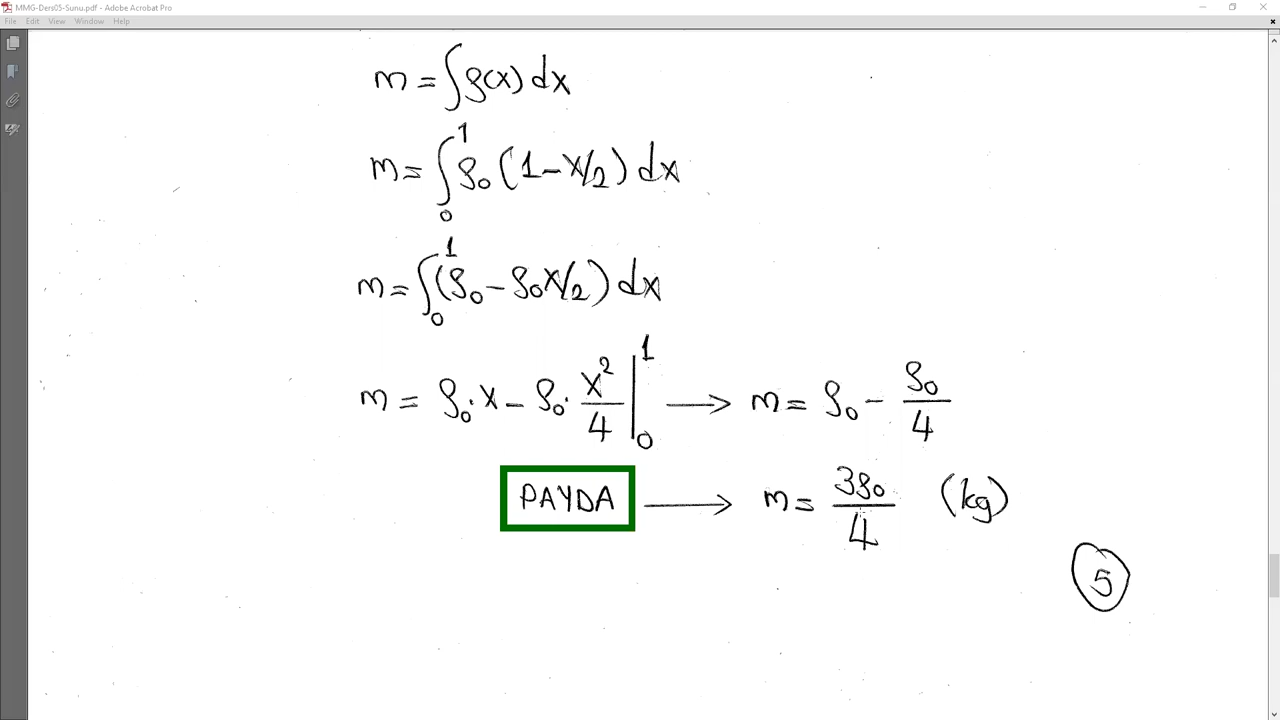 MMG-Ders05-Sunu.pdf - Adobe Acrobat Pro
File Edit View Window Help
m = ∫ρ(x) dx
m = ∫₀¹ ρ₀ (1 - x/2) dx
m = ∫₀¹ (ρ₀ - ρ₀x/2) dx
m = ρ₀.x - ρ₀. x²/4 |₀¹ → m = ρ₀ - ρ₀/4
PAYDA → m = 3ρ₀/4 (kg)
5